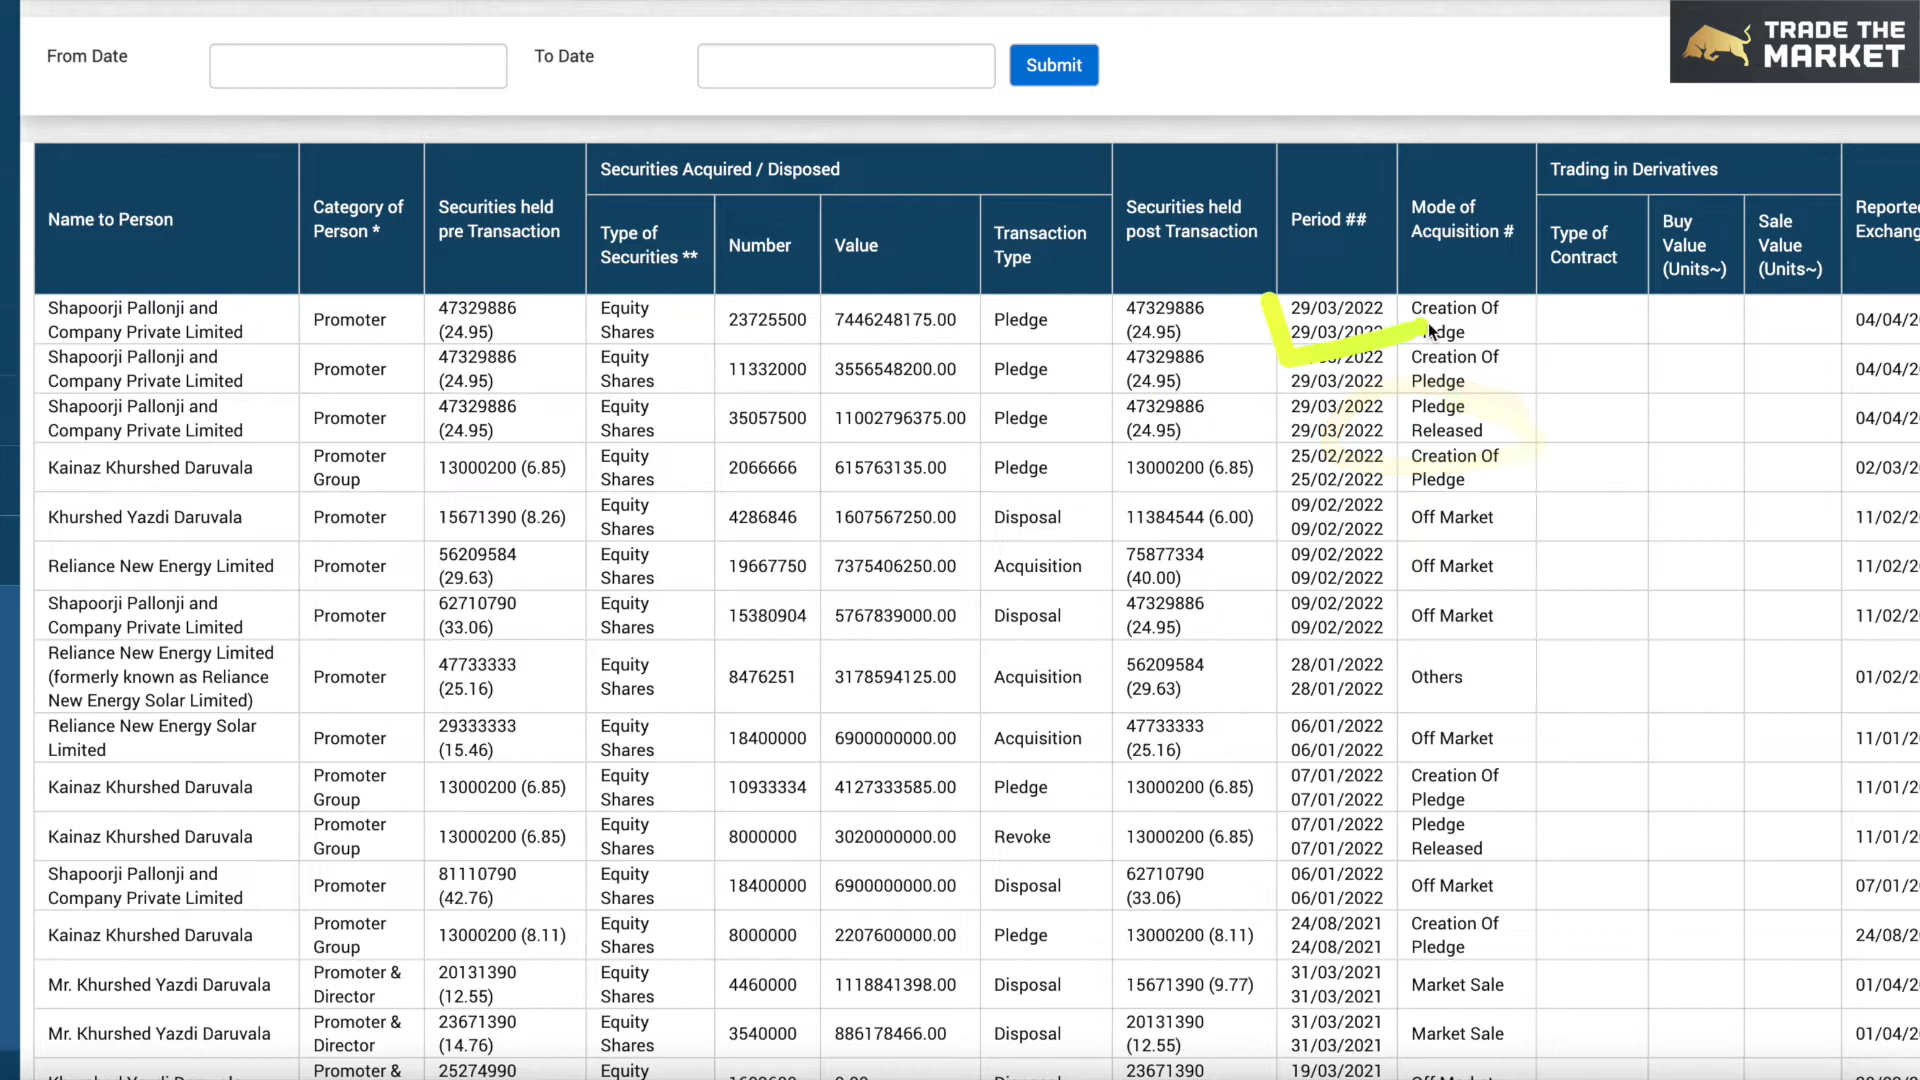 From Date
To Date
Submit
TRADE THE
MARKET
Name to Person
Category of
Person *
Securities held
pre Transaction
Securities Acquired / Disposed
Type of
Securities **
Number
Value
Transaction
Type
Securities held
post Transaction
Period ##
Mode of
Acquisition #
Trading in Derivatives
Type of
Contract
Buy
Value
(Units~)
Sale
Value
(Units~)
Reporte
Exchang
Shapoorji Pallonji and
Company Private Limited
Promoter
47329886
(24.95)
Equity
Shares
23725500
7446248175.00
Pledge
47329886
(24.95)
29/03/2022
29/03/2022
Creation Of
04/04/2
Shapoorji Pallonji and
Company Private Limited
Promoter
47329886
(24.95)
Equity
Shares
11332000
3556548200.00
Pledge
47329886
(24.95)
29/03/2022
Creation Of
Pledge
04/04/2
Shapoorji Pallonji and
Company Private Limited
Promoter
47329886
(24.95)
Equity
Shares
35057500
11002796375.00
Pledge
47329886
(24.95)
29/03/2022
29/03/2022
Pledge
Released
04/04/2
Kainaz Khurshed Daruvala
Promoter
Group
13000200 (6.85)
Equity
Shares
2066666
615763135.00
Pledge
13000200 (6.85)
25/02/2022
25/02/2022
Creation Of
Pledge
02/03/2
Khurshed Yazdi Daruvala
Promoter
15671390 (8.26)
Equity
Shares
4286846
1607567250.00
Disposal
11384544 (6.00)
09/02/2022
09/02/2022
Off Market
11/02/2
Reliance New Energy Limited
Promoter
56209584
(29.63)
Equity
Shares
19667750
7375406250.00
Acquisition
75877334
(40.00)
09/02/2022
09/02/2022
Off Market
11/02/2
Shapoorji Pallonji and
Company Private Limited
Promoter
62710790
(33.06)
Equity
Shares
15380904
5767839000.00
Disposal
47329886
(24.95)
09/02/2022
09/02/2022
Off Market
11/02/2
Reliance New Energy Limited
(formerly known as Reliance
New Energy Solar Limited)
Promoter
47733333
(25.16)
Equity
Shares
8476251
3178594125.00
Acquisition
56209584
(29.63)
28/01/2022
28/01/2022
Others
01/02/2
Reliance New Energy Solar
Limited
Promoter
29333333
(15.46)
Equity
Shares
18400000
6900000000.00
Acquisition
47733333
(25.16)
06/01/2022
06/01/2022
Off Market
11/01/2
Kainaz Khurshed Daruvala
Promoter
Group
13000200 (6.85)
Equity
Shares
10933334
4127333585.00
Pledge
13000200 (6.85)
07/01/2022
07/01/2022
Creation Of
Pledge
11/01/2
Kainaz Khurshed Daruvala
Promoter
Group
13000200 (6.85)
Equity
Shares
8000000
3020000000.00
Revoke
13000200 (6.85)
07/01/2022
07/01/2022
Pledge
Released
11/01/2
Shapoorji Pallonji and
Company Private Limited
Promoter
81110790
(42.76)
Equity
Shares
18400000
6900000000.00
Disposal
62710790
(33.06)
06/01/2022
06/01/2022
Off Market
07/01/2
Kainaz Khurshed Daruvala
Promoter
Group
13000200 (8.11)
Equity
Shares
8000000
2207600000.00
Pledge
13000200 (8.11)
24/08/2021
24/08/2021
Creation Of
Pledge
24/08/2
Mr. Khurshed Yazdi Daruvala
Promoter &
Director
20131390
(12.55)
Equity
Shares
4460000
1118841398.00
Disposal
15671390 (9.77)
31/03/2021
31/03/2021
Market Sale
01/04/2
Mr. Khurshed Yazdi Daruvala
Promoter &
Director
23671390
(14.76)
Equity
Shares
3540000
886178466.00
Disposal
20131390
(12.55)
31/03/2021
31/03/2021
Market Sale
01/04/2
Promoter &
25274990
Equity
23671390
19/03/2021